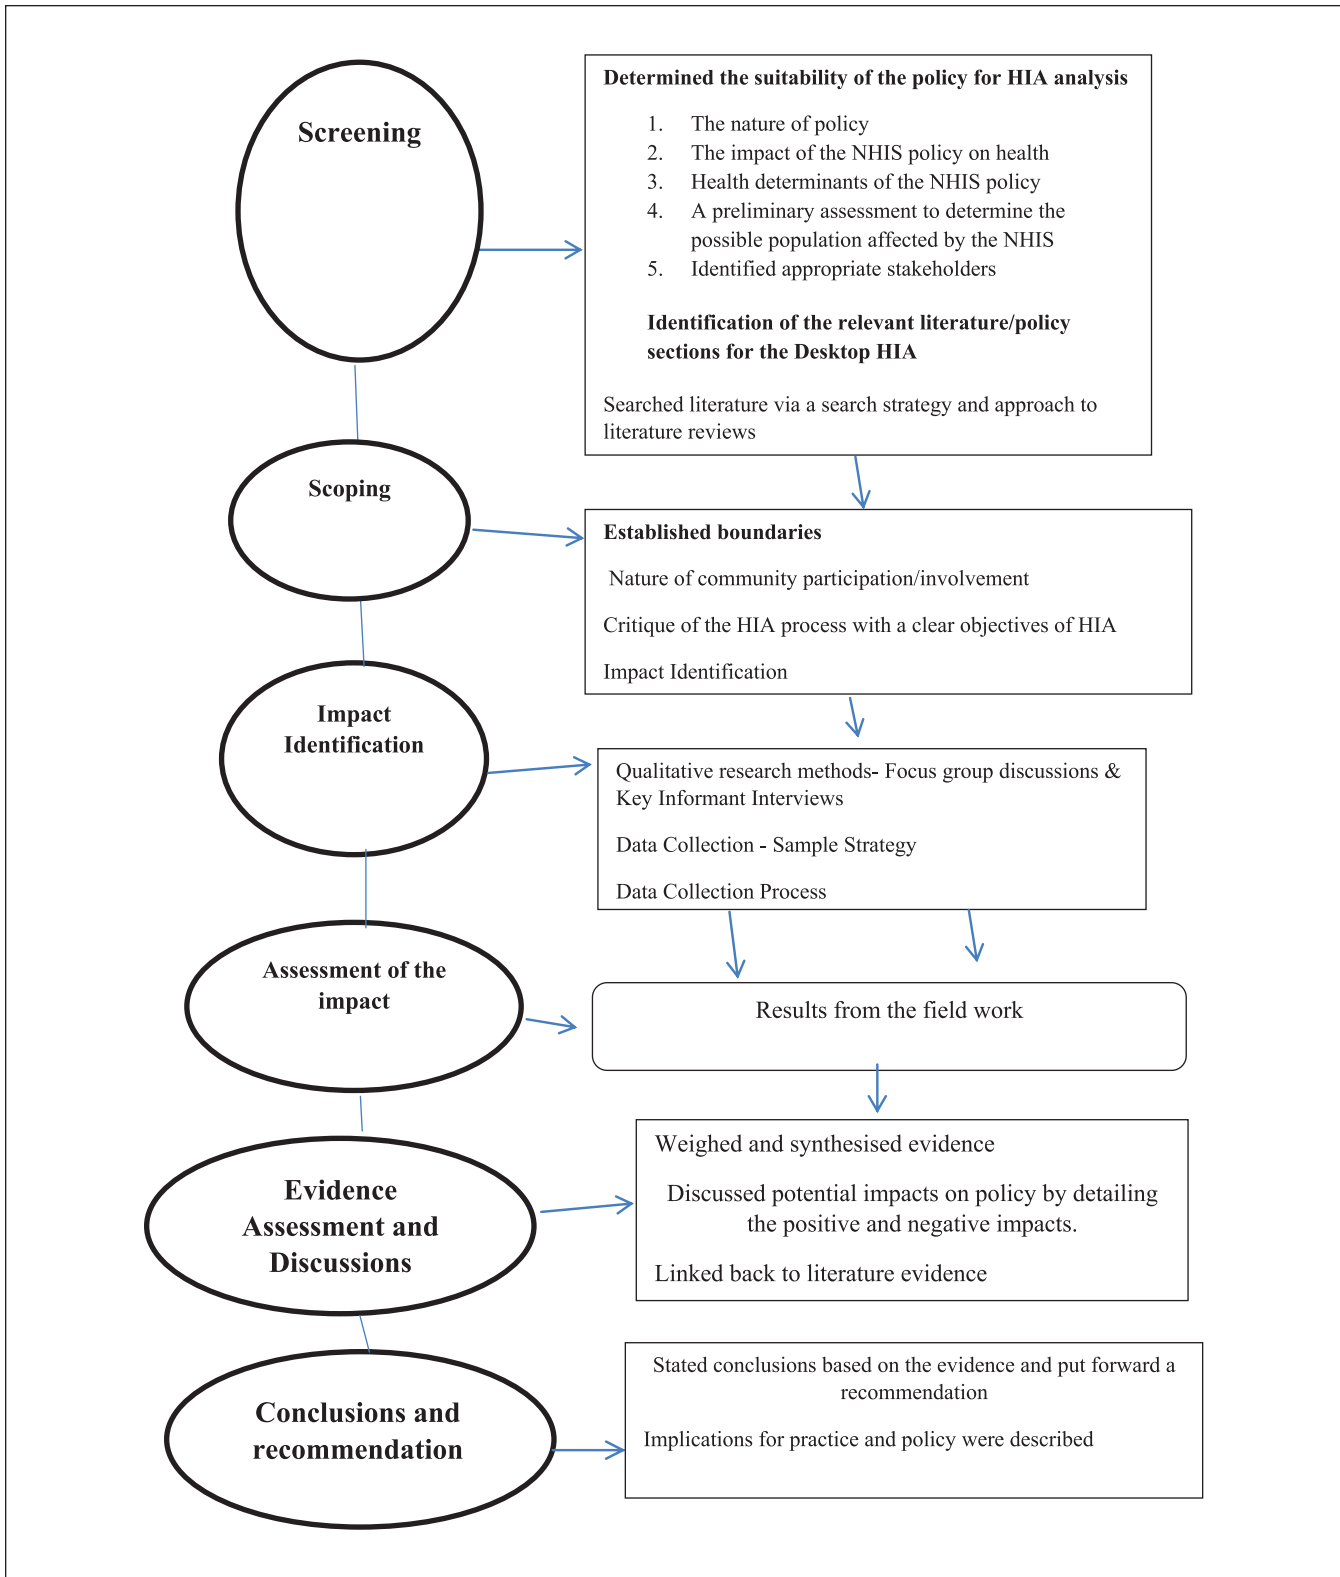 Screening
Determined the suitability of the policy for HIA analysis
1. The nature of policy
2. The impact of the NHIS policy on health
3. Health determinants of the NHIS policy
4. A preliminary assessment to determine the
possible population affected by the NHIS
5. Identified appropriate stakeholders
Identification of the relevant literature/policy
sections for the Desktop HIA
Searched literature via a search strategy and approach to
literature reviews
Scoping
Established boundaries
Nature of community participation/involvement
Critique of the HIA process with a clear objectives of HIA
Impact Identification
Impact
Identification
Qualitative research methods- Focus group discussions &
Key Informant Interviews
Data Collection - Sample Strategy
Data Collection Process
Assessment of the
impact
Results from the field work
Evidence
Assessment and
Discussions
Weighed and synthesised evidence
Discussed potential impacts on policy by detailing
the positive and negative impacts.
Linked back to literature evidence
Conclusions and
recommendation
Stated conclusions based on the evidence and put forward a
recommendation
Implications for practice and policy were described